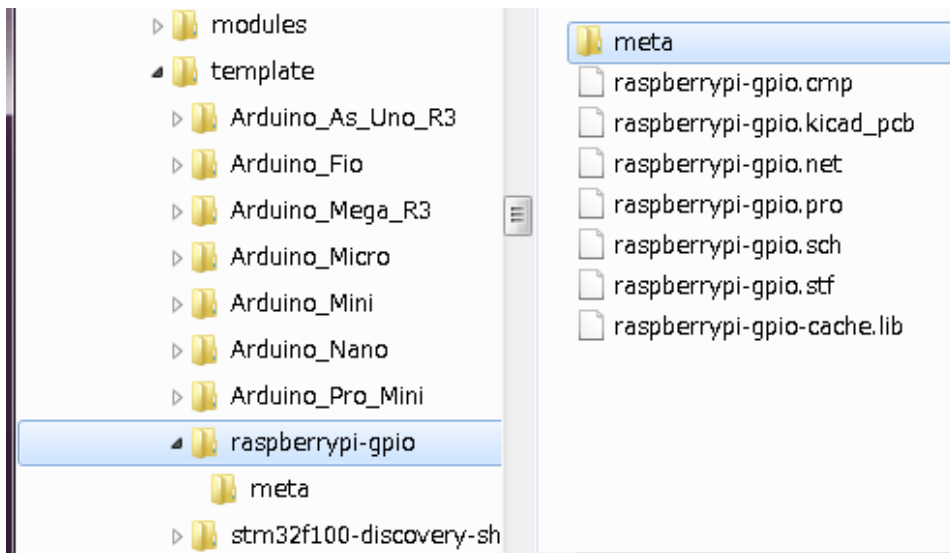 modules
template
Arduino_As_Uno_R3
Arduino_Fio
Arduino_Mega_R3
Arduino_Micro
Arduino_Mini
Arduino_Nano
Arduino_Pro_Mini
raspberrypi-gpio
meta
stm32f100-discovery-sh
meta
raspberrypi-gpio.cmp
raspberrypi-gpio.kicad_pcb
raspberrypi-gpio.net
raspberrypi-gpio.pro
raspberrypi-gpio.sch
raspberrypi-gpio.stf
raspberrypi-gpio-cache.lib